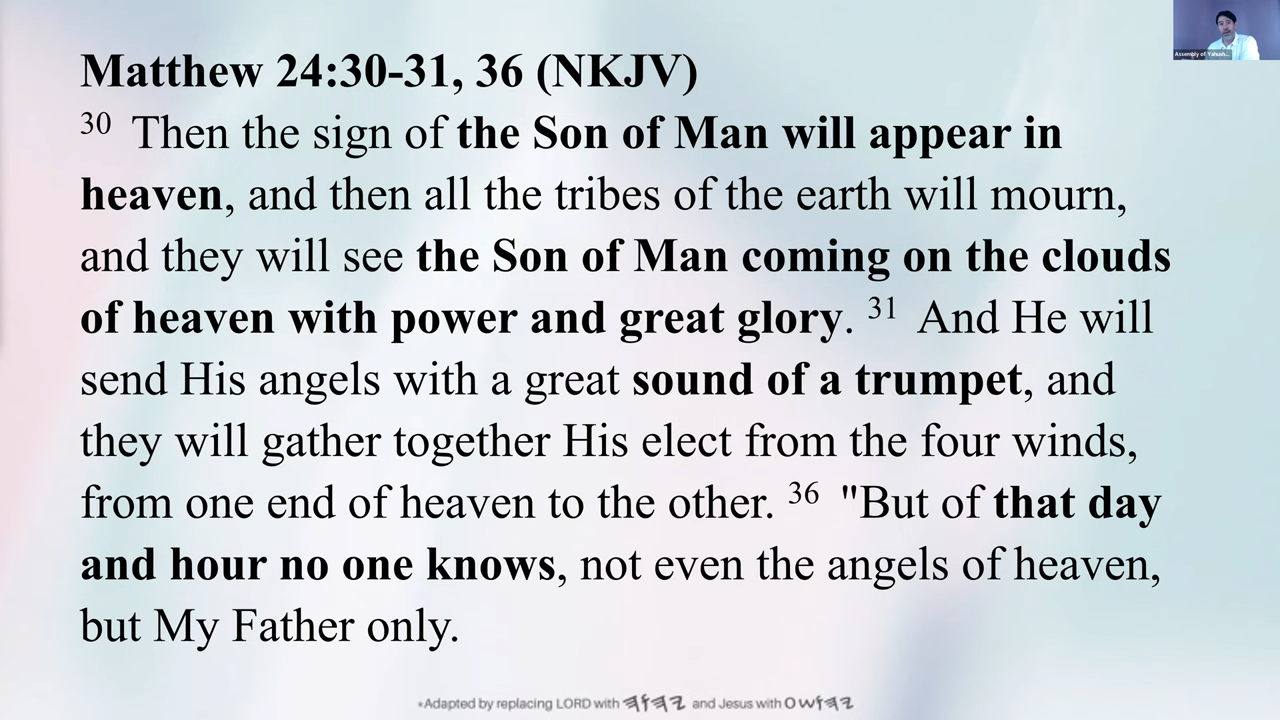 Matthew 24:30-31, 36 (NKJV)
30 Then the sign of the Son of Man will appear in
heaven, and then all the tribes of the earth will mourn,
and they will see the Son of Man coming on the clouds
of heaven with power and great glory. 31 And He will
send His angels with a great sound of a trumpet, and
they will gather together His elect from the four winds,
from one end of heaven to the other. 36 "But of that day
and hour no one knows, not even the angels of heaven,
but My Father only.
Assembly of Yahush...
*Adapted by replacing LORD with 𐤉𐤄𐤅𐤄 and Jesus with